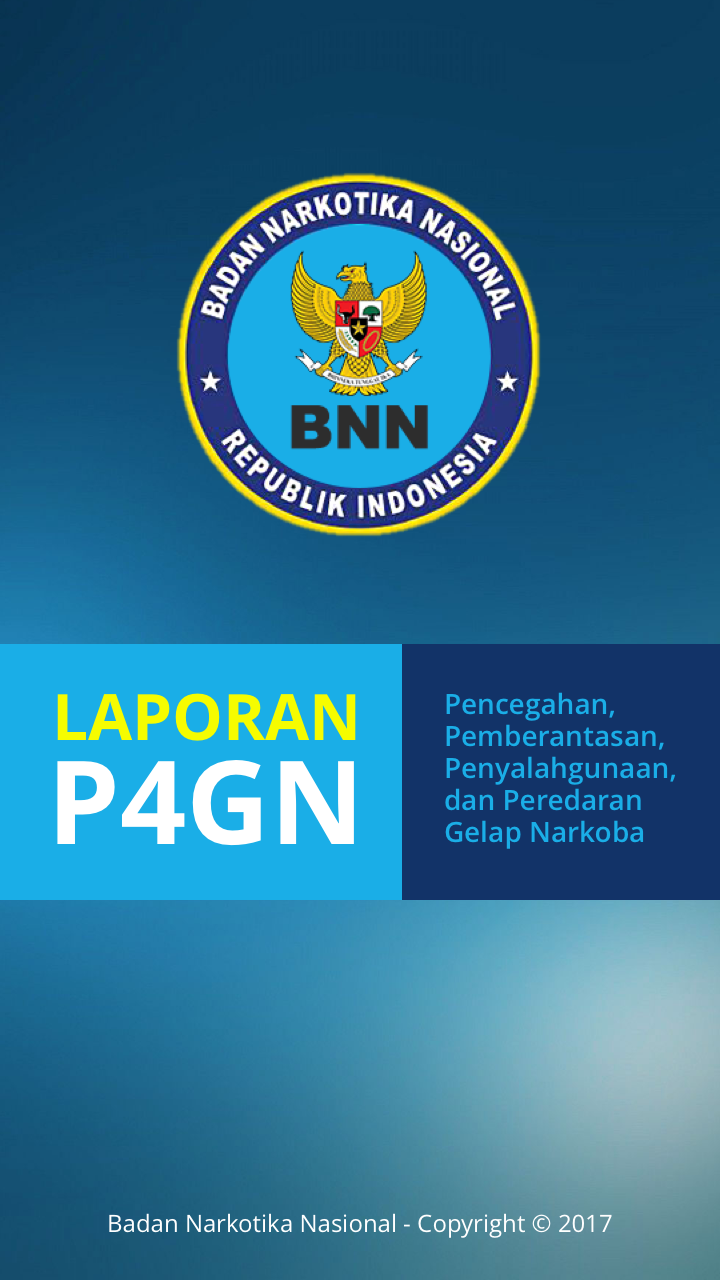 BADAN NARKOTIKA NASIONAL
BNN
REPUBLIK INDONESIA
LAPORAN
P4GN
Pencegahan,
Pemberantasan,
Penyalahgunaan,
dan Peredaran
Gelap Narkoba
Badan Narkotika Nasional - Copyright © 2017